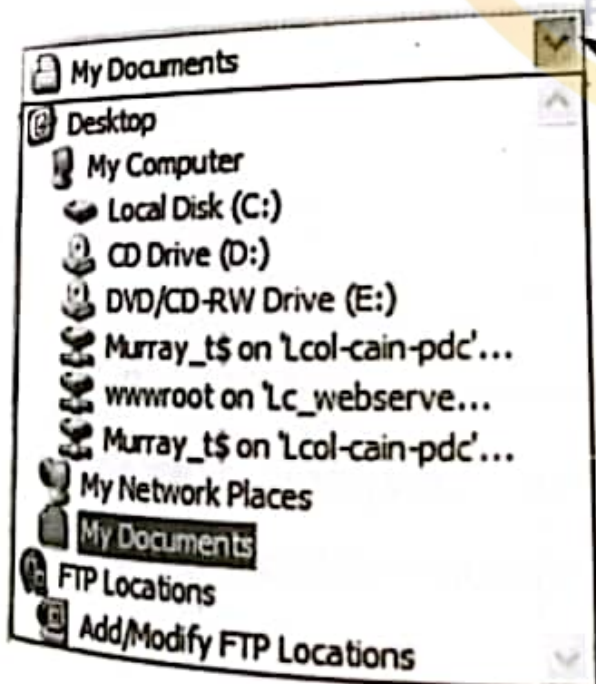 My Documents
Desktop
My Computer
Local Disk (C:)
CD Drive (D:)
DVD/CD-RW Drive (E:)
Murray_t$ on 'Lcol-cain-pdc'...
wwwroot on 'Lc_webserve...
Murray_t$ on 'Lcol-cain-pdc'...
My Network Places
My Documents
FTP Locations
Add/Modify FTP Locations